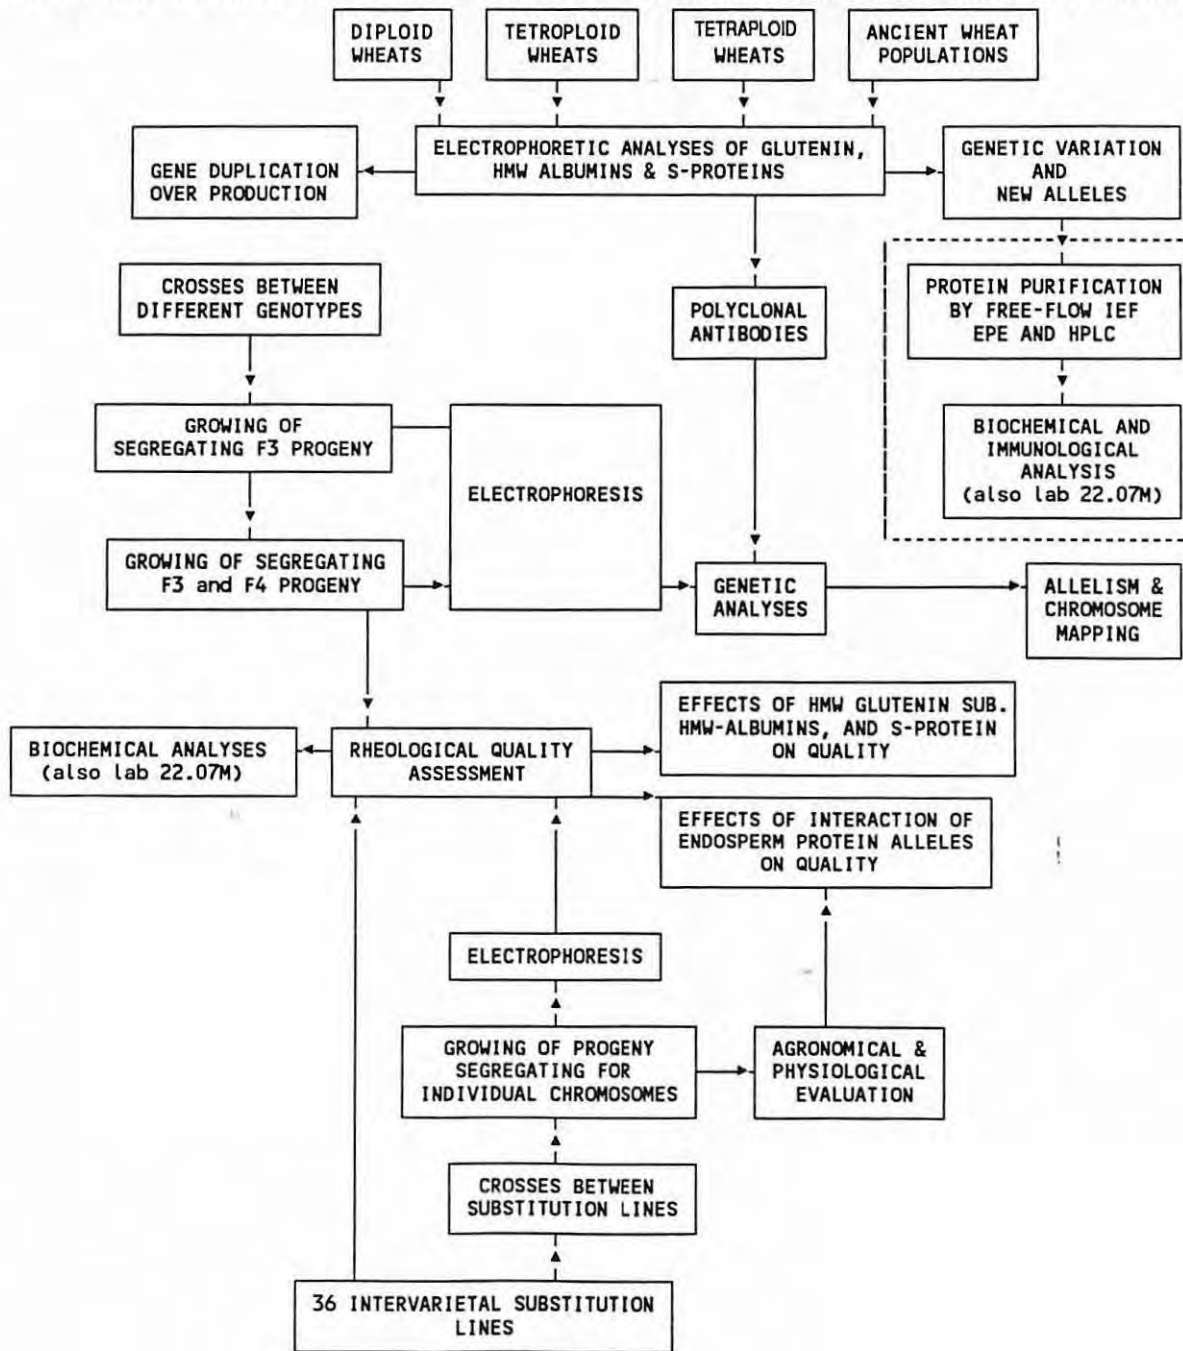 DIPLOID
WHEATS
TETROPLOID
WHEATS
TETRAPLOID
WHEATS
ANCIENT WHEAT
POPULATIONS
GENE DUPLICATION
OVER PRODUCTION
ELECTROPHORETIC ANALYSES OF GLUTENIN,
HMW ALBUMINS & S-PROTEINS
GENETIC VARIATION
AND
NEW ALLELES
CROSSES BETWEEN
DIFFERENT GENOTYPES
POLYCLONAL
ANTIBODIES
PROTEIN PURIFICATION
BY FREE-FLOW IEF
EPE AND HPLC
GROWING OF
SEGREGATING F3 PROGENY
ELECTROPHORESIS
BIOCHEMICAL AND
IMMUNOLOGICAL
ANALYSIS
(also lab 22.07M)
GROWING OF SEGREGATING
F3 and F4 PROGENY
GENETIC
ANALYSES
ALLELISM &
CHROMOSOME
MAPPING
BIOCHEMICAL ANALYSES
(also lab 22.07M)
RHEOLOGICAL QUALITY
ASSESSMENT
EFFECTS OF HMW GLUTENIN SUB.
HMW-ALBUMINS, AND S-PROTEIN
ON QUALITY
EFFECTS OF INTERACTION OF
ENDOSPERM PROTEIN ALLELES
ON QUALITY
ELECTROPHORESIS
GROWING OF PROGENY
SEGREGATING FOR
INDIVIDUAL CHROMOSOMES
AGRONOMICAL &
PHYSIOLOGICAL
EVALUATION
CROSSES BETWEEN
SUBSTITUTION LINES
36 INTERVARIETAL SUBSTITUTION
LINES